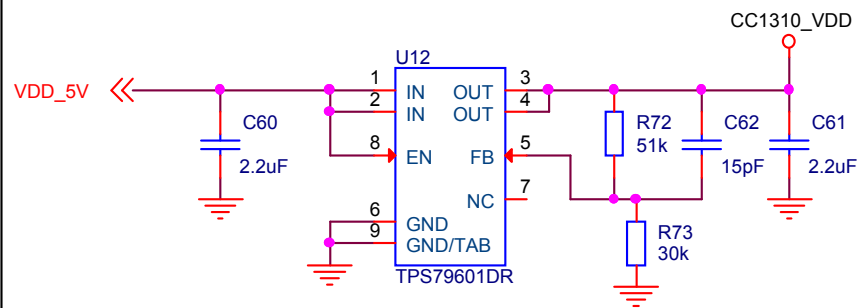 CC1310_VDD
U12
VDD_5V
1
IN
OUT
3
2
IN
OUT
4
C60
2.2uF
R72
51k
C62
15pF
C61
2.2uF
8
EN
FB
5
NC
7
6
GND
9
GND/TAB
R73
30k
TPS79601DR